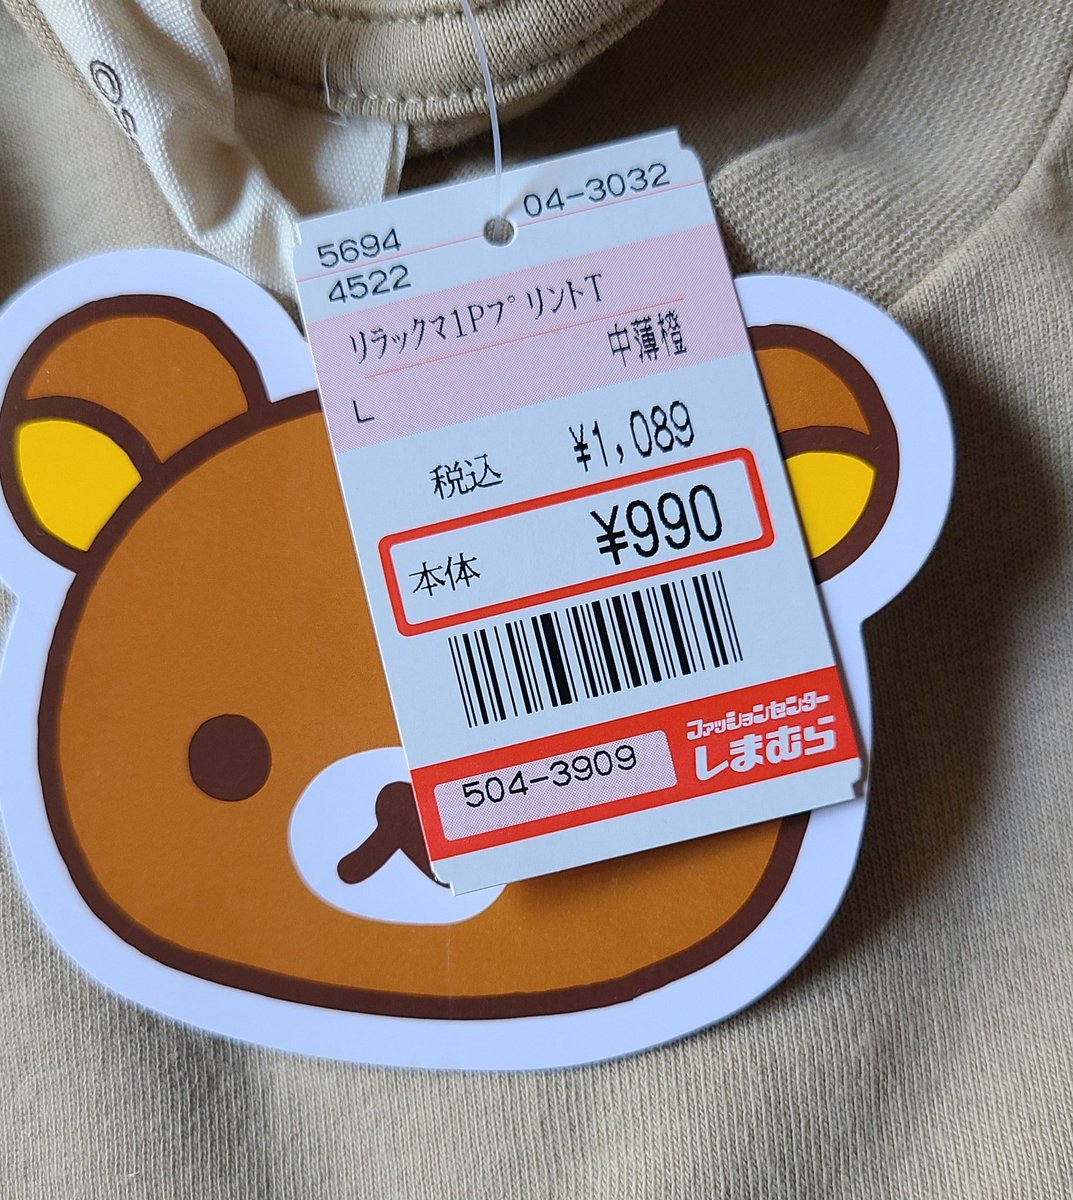 04-3032
5694
4522
リラックマ1Pプリントt
中薄橙
L
税込 ¥1,089
本体 ¥990
504-3909
ファッションセンター
しまむら